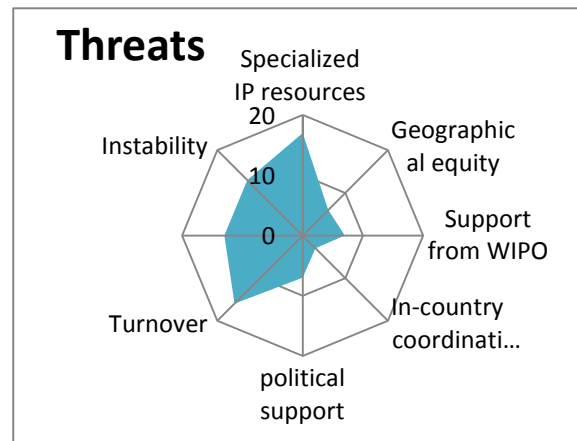 Threats
Specialized
IP resources
20
Geographic
al equity
Instability
10
Support
from WIPO
0
In-country
coordinati…
Turnover
political
support